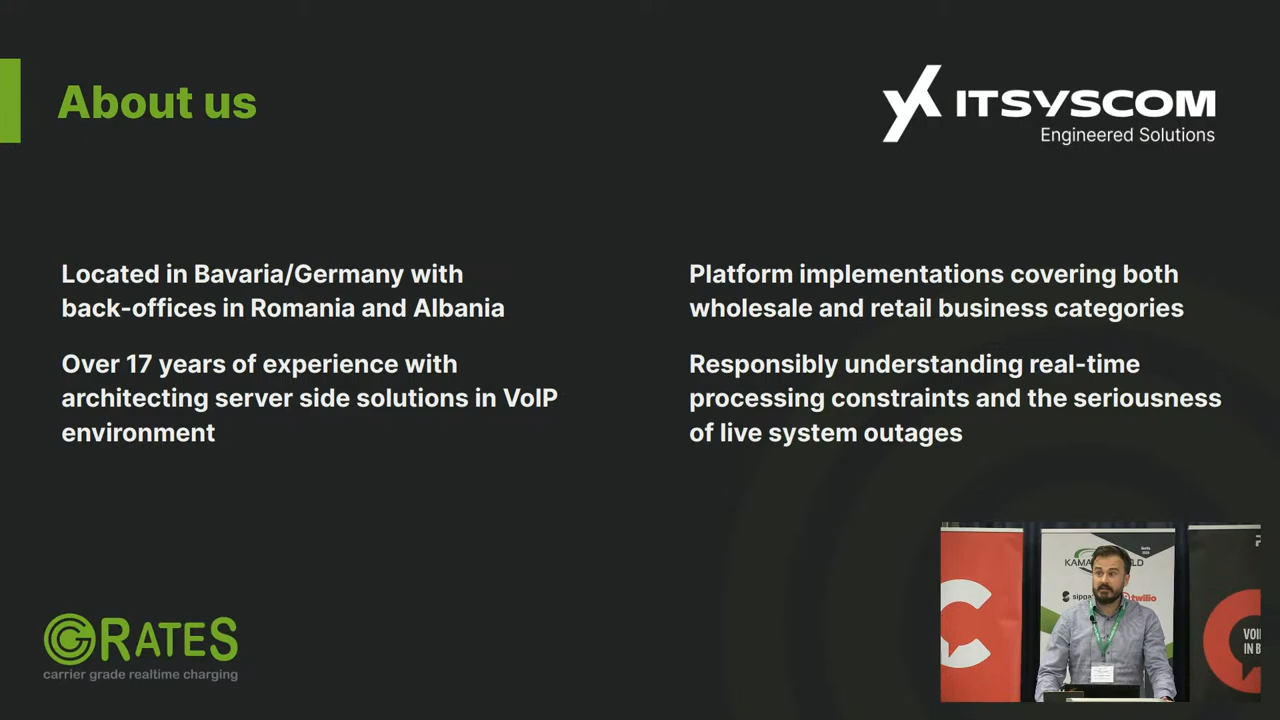 About us
ITSYSCOM
Engineered Solutions
Located in Bavaria/Germany with
back-offices in Romania and Albania
Over 17 years of experience with
architecting server side solutions in VoIP
environment
Platform implementations covering both
wholesale and retail business categories
Responsibly understanding real-time
processing constraints and the seriousness
of live system outages
CGRATES
carrier grade realtime charging
twilio